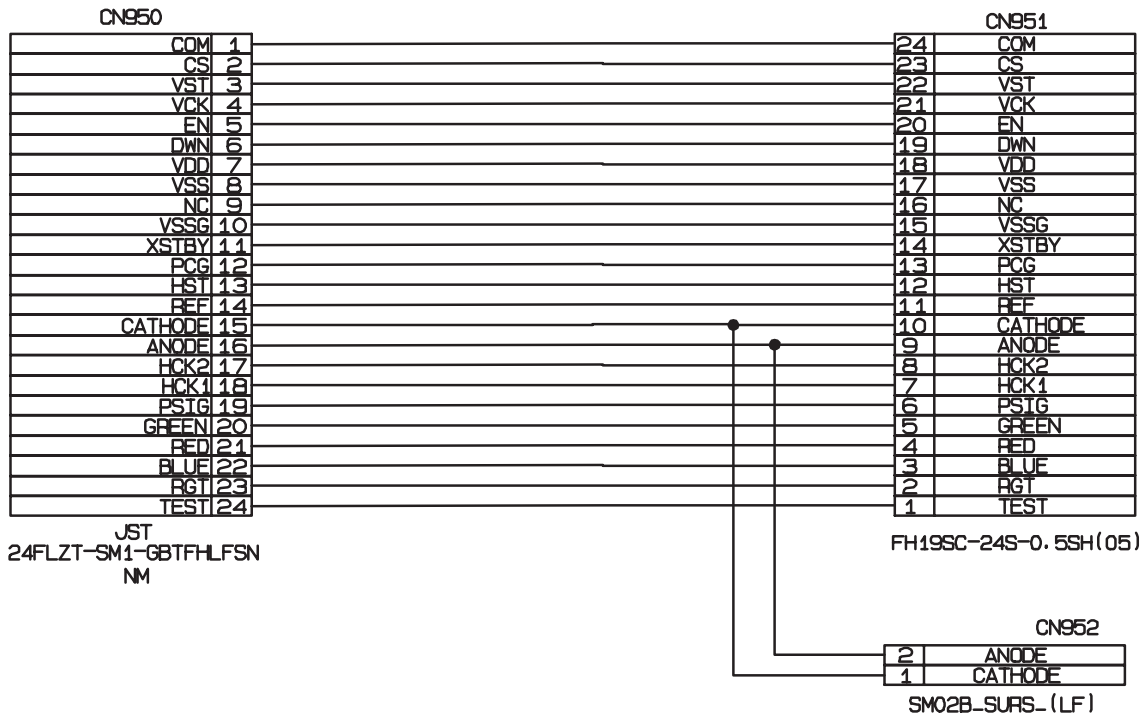 CN950 CN951
COM 1 24 COM
CS 2 23 CS
VST 3 22 VST
VCK 4 21 VCK
EN 5 20 EN
DWN 6 19 DWN
VDD 7 18 VDD
VSS 8 17 VSS
NC 9 16 NC
VSSG 10 15 VSSG
XSTBY 11 14 XSTBY
PCG 12 13 PCG
HST 13 12 HST
REF 14 11 REF
CATHODE 15 10 CATHODE
ANODE 16 9 ANODE
HCK2 17 8 HCK2
HCK1 18 7 HCK1
PSIG 19 6 PSIG
GREEN 20 5 GREEN
RED 21 4 RED
BLUE 22 3 BLUE
RGT 23 2 RGT
TEST 24 1 TEST
JST
24FLZT-SM1-GBTFHLFSN
NM
FH19SC-24S-0.5SH(05)
CN952
2 ANODE
1 CATHODE
SM02B_SURS_(LF)